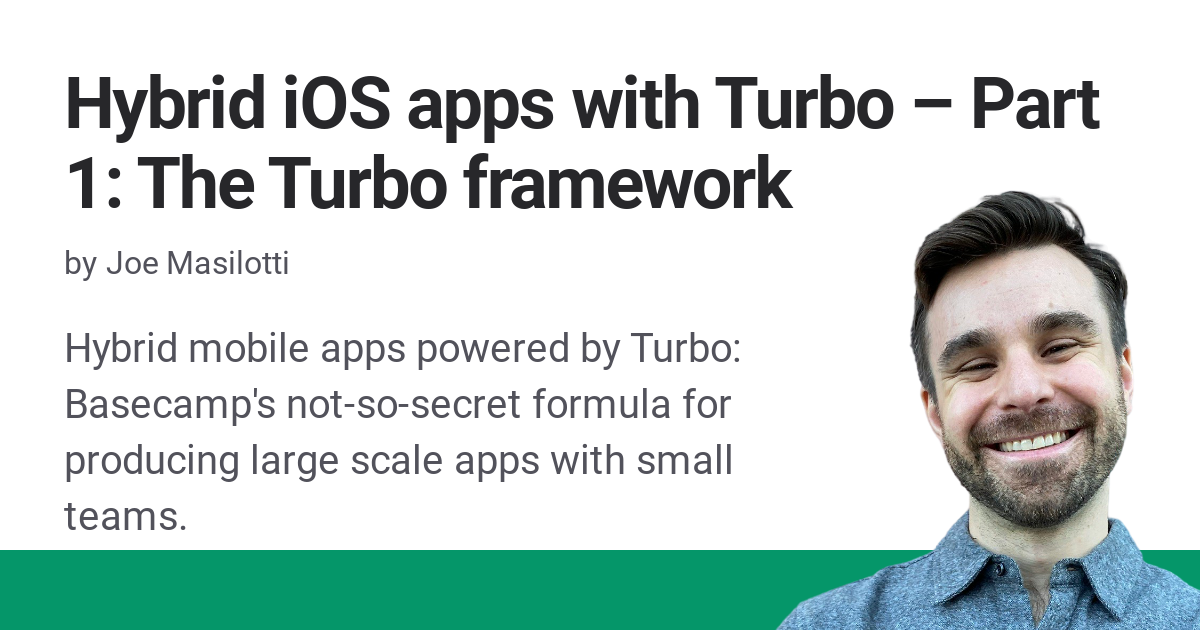 Hybrid iOS apps with Turbo – Part
1: The Turbo framework
by Joe Masilotti
Hybrid mobile apps powered by Turbo:
Basecamp's not-so-secret formula for
producing large scale apps with small
teams.